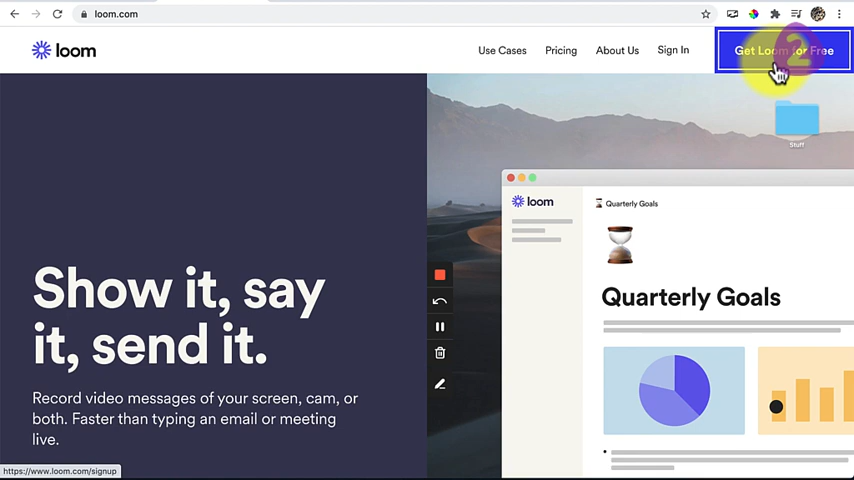 loom.com
loom
Use Cases
Pricing
About Us
Sign In
Get Loom for Free
2
Stuff
loom
Quarterly Goals
Quarterly Goals
Show it, say
it, send it.
Record video messages of your screen, cam, or
both. Faster than typing an email or meeting
live.
https://www.loom.com/signup